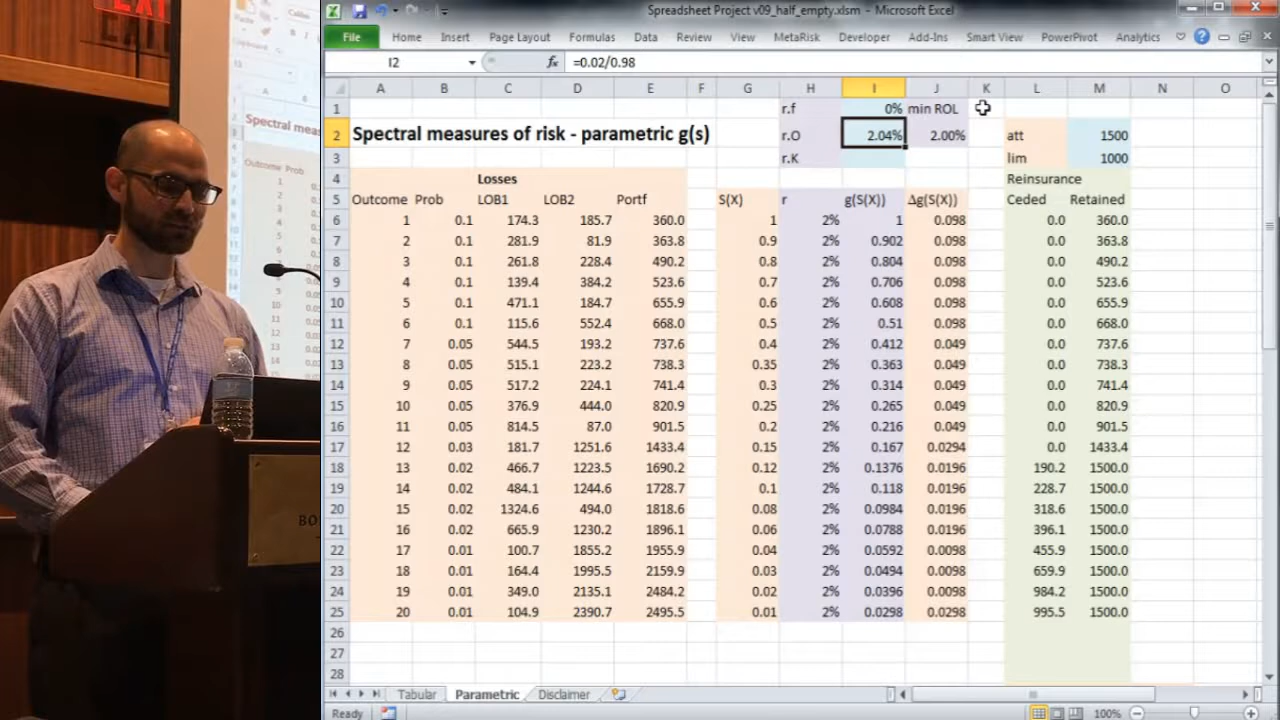 EXIT
BO
Spreadsheet Project v09_half_empty.xlsm - Microsoft Excel
File Home Insert Page Layout Formulas Data Review View MetaRisk Developer Add-Ins Smart View PowerPivot Analytics
I2 fx =0.02/0.98
A B C D E F G H I J K L M N O
1 r.f 0% min ROL
2 Spectral measures of risk - parametric g(s) r.O 2.04% 2.00% att 1500
3 r.K lim 1000
4 Losses Reinsurance
5 Outcome Prob LOB1 LOB2 Portf S(X) r g(S(X)) Δg(S(X)) Ceded Retained
6 1 0.1 174.3 185.7 360.0 1 2% 1 0.098 0.0 360.0
7 2 0.1 281.9 81.9 363.8 0.9 2% 0.902 0.098 0.0 363.8
8 3 0.1 261.8 228.4 490.2 0.8 2% 0.804 0.098 0.0 490.2
9 4 0.1 139.4 384.2 523.6 0.7 2% 0.706 0.098 0.0 523.6
10 5 0.1 471.1 184.7 655.9 0.6 2% 0.608 0.098 0.0 655.9
11 6 0.1 115.6 552.4 668.0 0.5 2% 0.51 0.098 0.0 668.0
12 7 0.05 544.5 193.2 737.6 0.4 2% 0.412 0.049 0.0 737.6
13 8 0.05 515.1 223.2 738.3 0.35 2% 0.363 0.049 0.0 738.3
14 9 0.05 517.2 224.1 741.4 0.3 2% 0.314 0.049 0.0 741.4
15 10 0.05 376.9 444.0 820.9 0.25 2% 0.265 0.049 0.0 820.9
16 11 0.05 814.5 87.0 901.5 0.2 2% 0.216 0.049 0.0 901.5
17 12 0.03 181.7 1251.6 1433.4 0.15 2% 0.167 0.0294 0.0 1433.4
18 13 0.02 466.7 1223.5 1690.2 0.12 2% 0.1376 0.0196 190.2 1500.0
19 14 0.02 484.1 1244.6 1728.7 0.1 2% 0.118 0.0196 228.7 1500.0
20 15 0.02 1324.6 494.0 1818.6 0.08 2% 0.0984 0.0196 318.6 1500.0
21 16 0.02 665.9 1230.2 1896.1 0.06 2% 0.0788 0.0196 396.1 1500.0
22 17 0.01 100.7 1855.2 1955.9 0.04 2% 0.0592 0.0098 455.9 1500.0
23 18 0.01 164.4 1995.5 2159.9 0.03 2% 0.0494 0.0098 659.9 1500.0
24 19 0.01 349.0 2135.1 2484.2 0.02 2% 0.0396 0.0098 984.2 1500.0
25 20 0.01 104.9 2390.7 2495.5 0.01 2% 0.0298 0.0298 995.5 1500.0
26
27
28
Tabular Parametric Disclaimer
Ready 100%